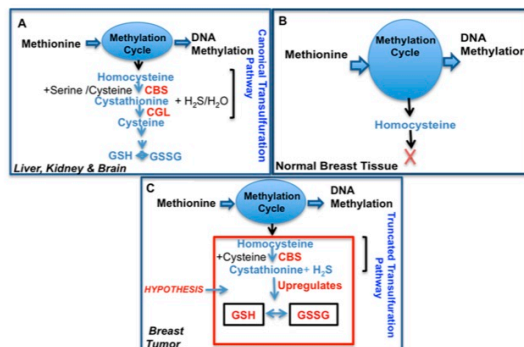 A
Methionine
Methylation
Cycle
DNA
Methylation
Homocysteine
+Serine /Cysteine
CBS
Cystathionine
+ H₂S/H₂O
CGL
Cysteine
GSH
GSSG
Liver, Kidney & Brain
Canonical Transulfuration
Pathway
B
Methionine
Methylation
Cycle
DNA
Methylation
Homocysteine
X
Normal Breast Tissue
C
Methionine
Methylation
Cycle
DNA
Methylation
Homocysteine
+Cysteine
CBS
Cystathionine+ H₂S
Upregulates
HYPOTHESIS
GSH
GSSG
Breast
Tumor
Truncated Transulfuration
Pathway